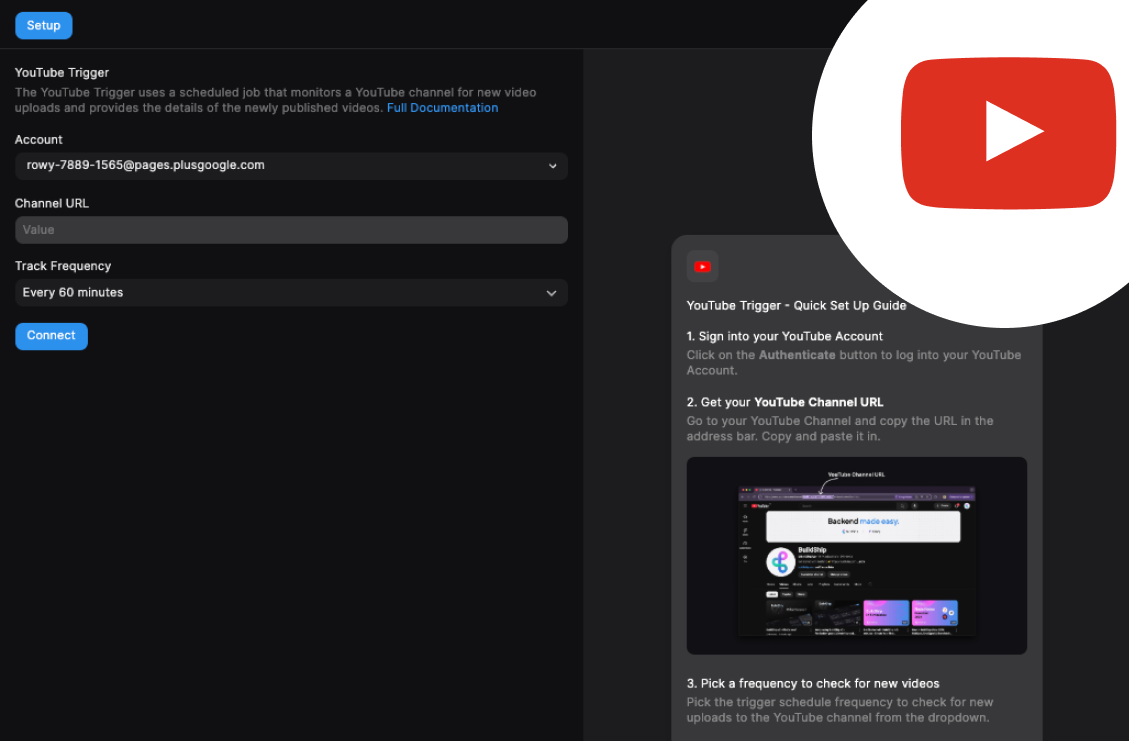 Setup
YouTube Trigger
The YouTube Trigger uses a scheduled job that monitors a YouTube channel for new video
uploads and provides the details of the newly published videos. Full Documentation
Account
rowy-7889-1565@pages.plusgoogle.com
Channel URL
Value
Track Frequency
Every 60 minutes
Connect
YouTube Trigger - Quick Set Up Guide
1. Sign into your YouTube Account
Click on the Authenticate button to log into your YouTube
Account.
2. Get your YouTube Channel URL
Go to your YouTube Channel and copy the URL in the
address bar. Copy and paste it in.
YouTube Channel URL
Backend made easy.
BuildShip
3. Pick a frequency to check for new videos
Pick the trigger schedule frequency to check for new
uploads to the YouTube channel from the dropdown.